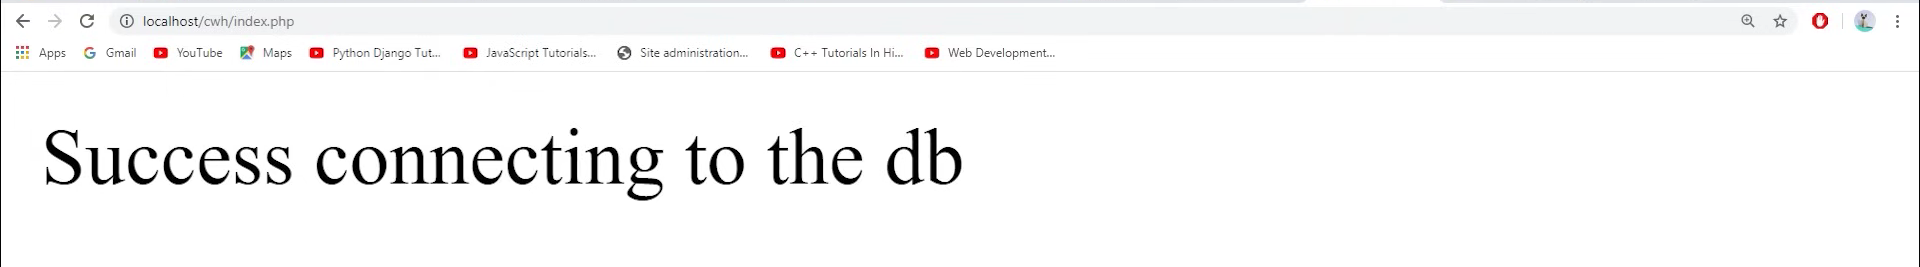 localhost/cwh/index.php
Apps Gmail YouTube Maps Python Django Tut... JavaScript Tutorials... Site administration... C++ Tutorials In Hi... Web Development...
Success connecting to the db